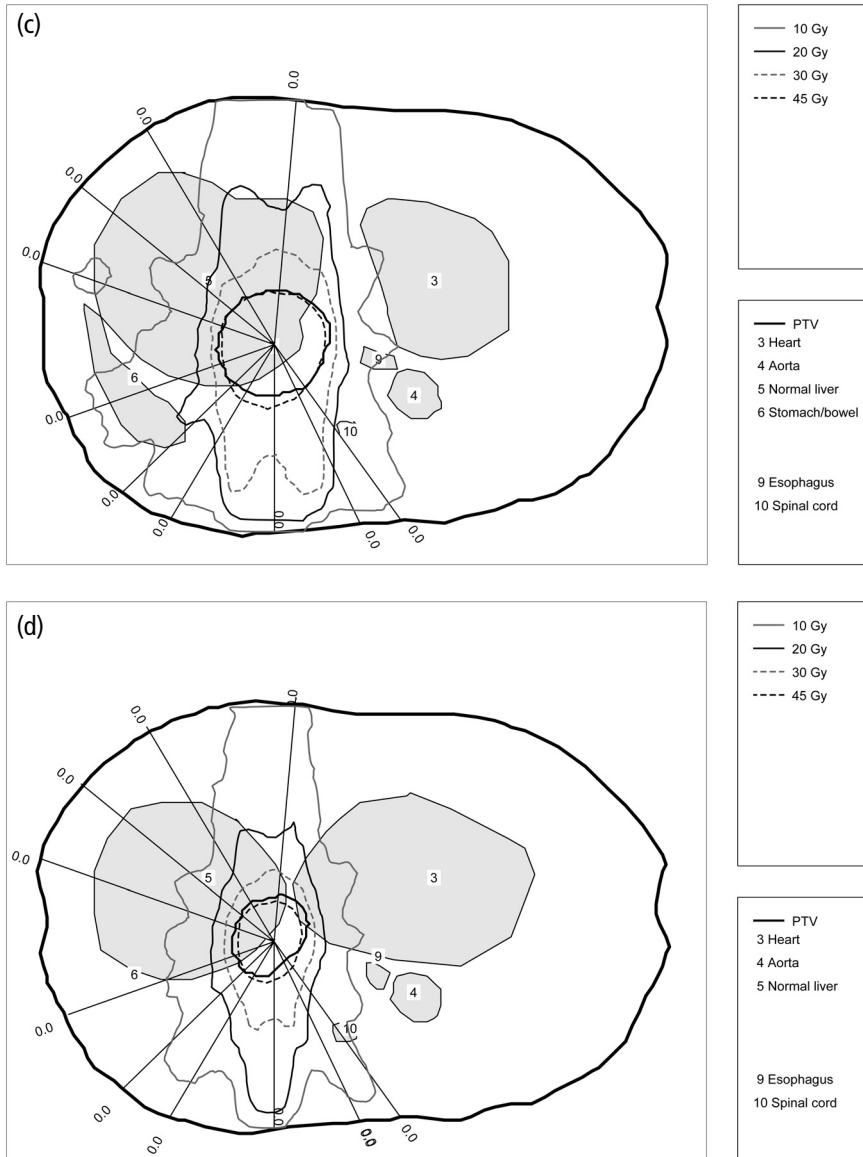 (c)
0.0
0.0
0.0
0.0
5
3
9
6
4
0.0
10
0.0
0.0
0.0
0.0
0.0
10 Gy
20 Gy
30 Gy
45 Gy
PTV
3 Heart
4 Aorta
5 Normal liver
6 Stomach/bowel
9 Esophagus
10 Spinal cord
(d)
0.0
0.0
0.0
0.0
5
3
9
6
4
0.0
10
0.0
0.0
0.0
0.0
0.0
10 Gy
20 Gy
30 Gy
45 Gy
PTV
3 Heart
4 Aorta
5 Normal liver
9 Esophagus
10 Spinal cord